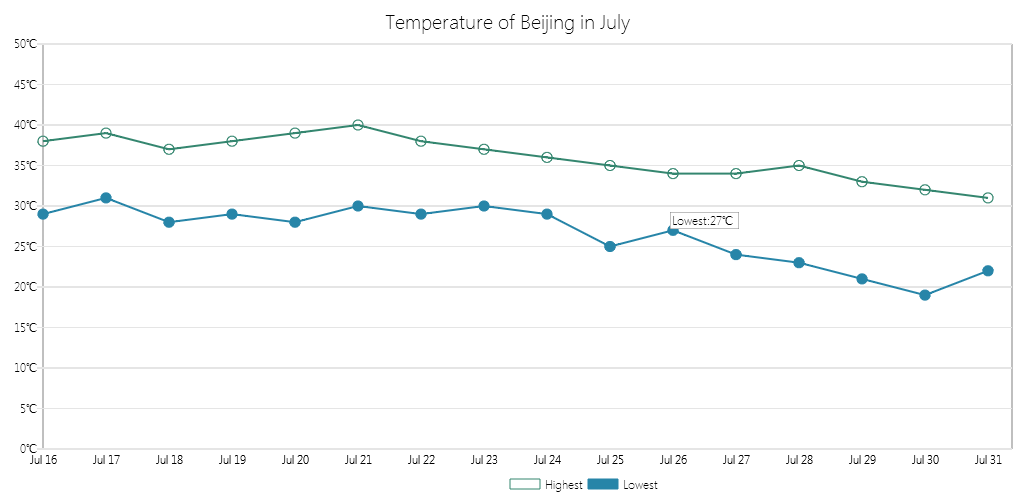 Temperature of Beijing in July
50℃
45℃
40℃
35℃
30℃
25℃
20℃
15℃
10℃
5℃
0℃
Lowest:27℃
Jul 16 Jul 17 Jul 18 Jul 19 Jul 20 Jul 21 Jul 22 Jul 23 Jul 24 Jul 25 Jul 26 Jul 27 Jul 28 Jul 29 Jul 30 Jul 31
Highest Lowest